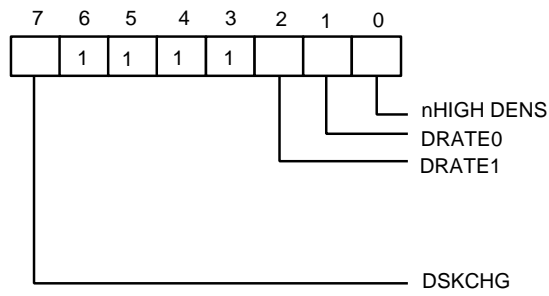 7 6 5 4 3 2 1 0
1 1 1 1
nHIGH DENS
DRATE0
DRATE1
DSKCHG